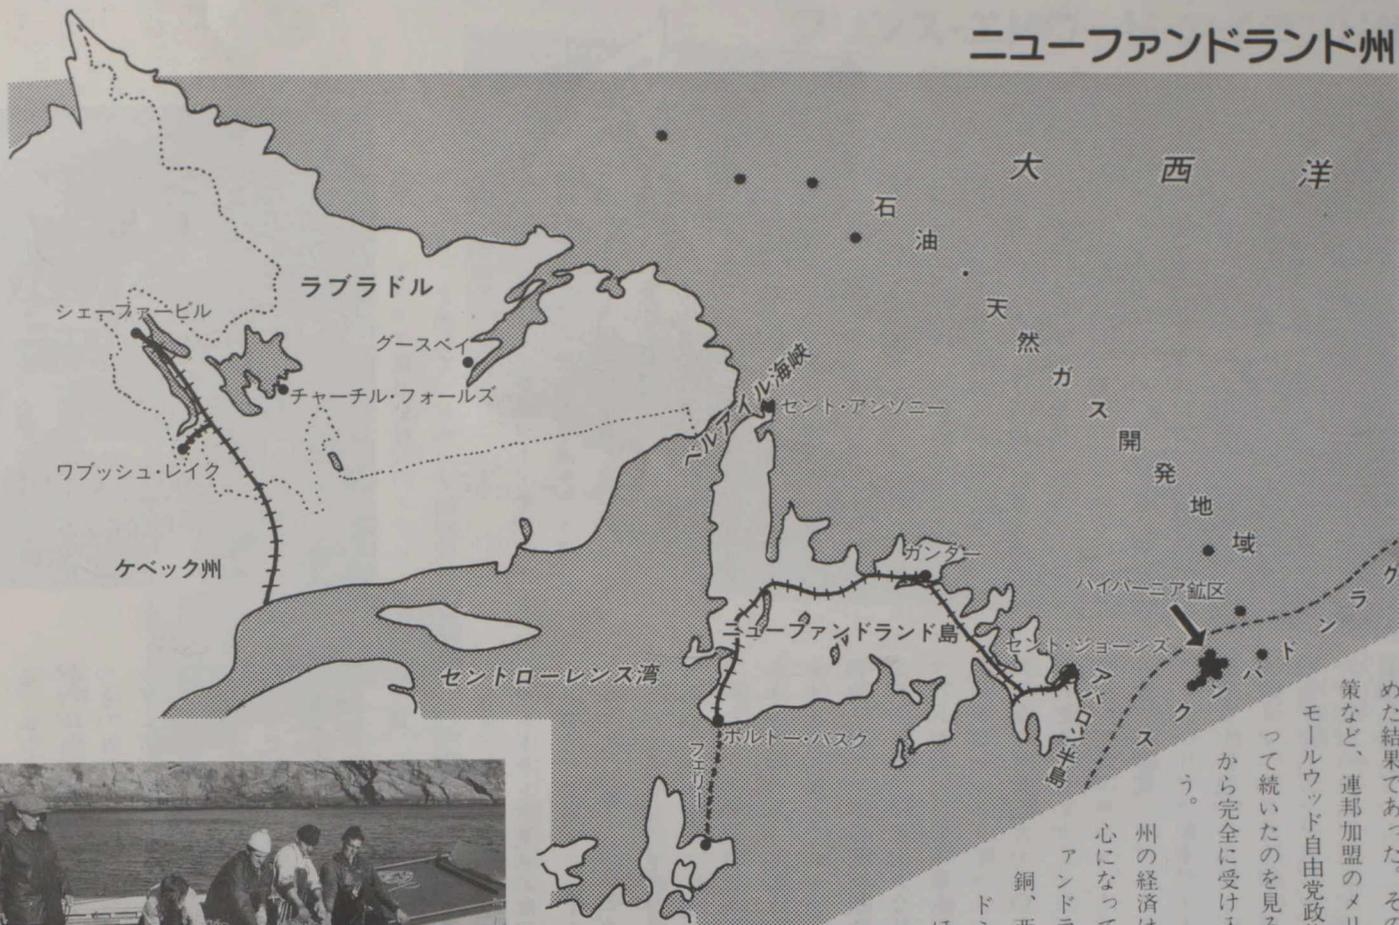 ニューファンドランド州
大西洋
石油・天然ガス開発地域
ラブラドル
シェーファービル
グースベイ
チャーチル・フォールズ
ベルアイル海峡
セント・アンソニー
ワブッシュ・レイク
ケベック州
ガンダー
ハイバーニア鉱区
グランドバンクス
ニューファンドランド島
セント・ジョーンズ
アバロン半島
セントローレンス湾
ポルトー・バスク
フェリー
めた結果であった。その
策など、連邦加盟のメリ
モールウッド自由党政
って続いたのを見る
から完全に受け入
う。
州の経済は
心になって
アンドラ
銅、亜
ドミ